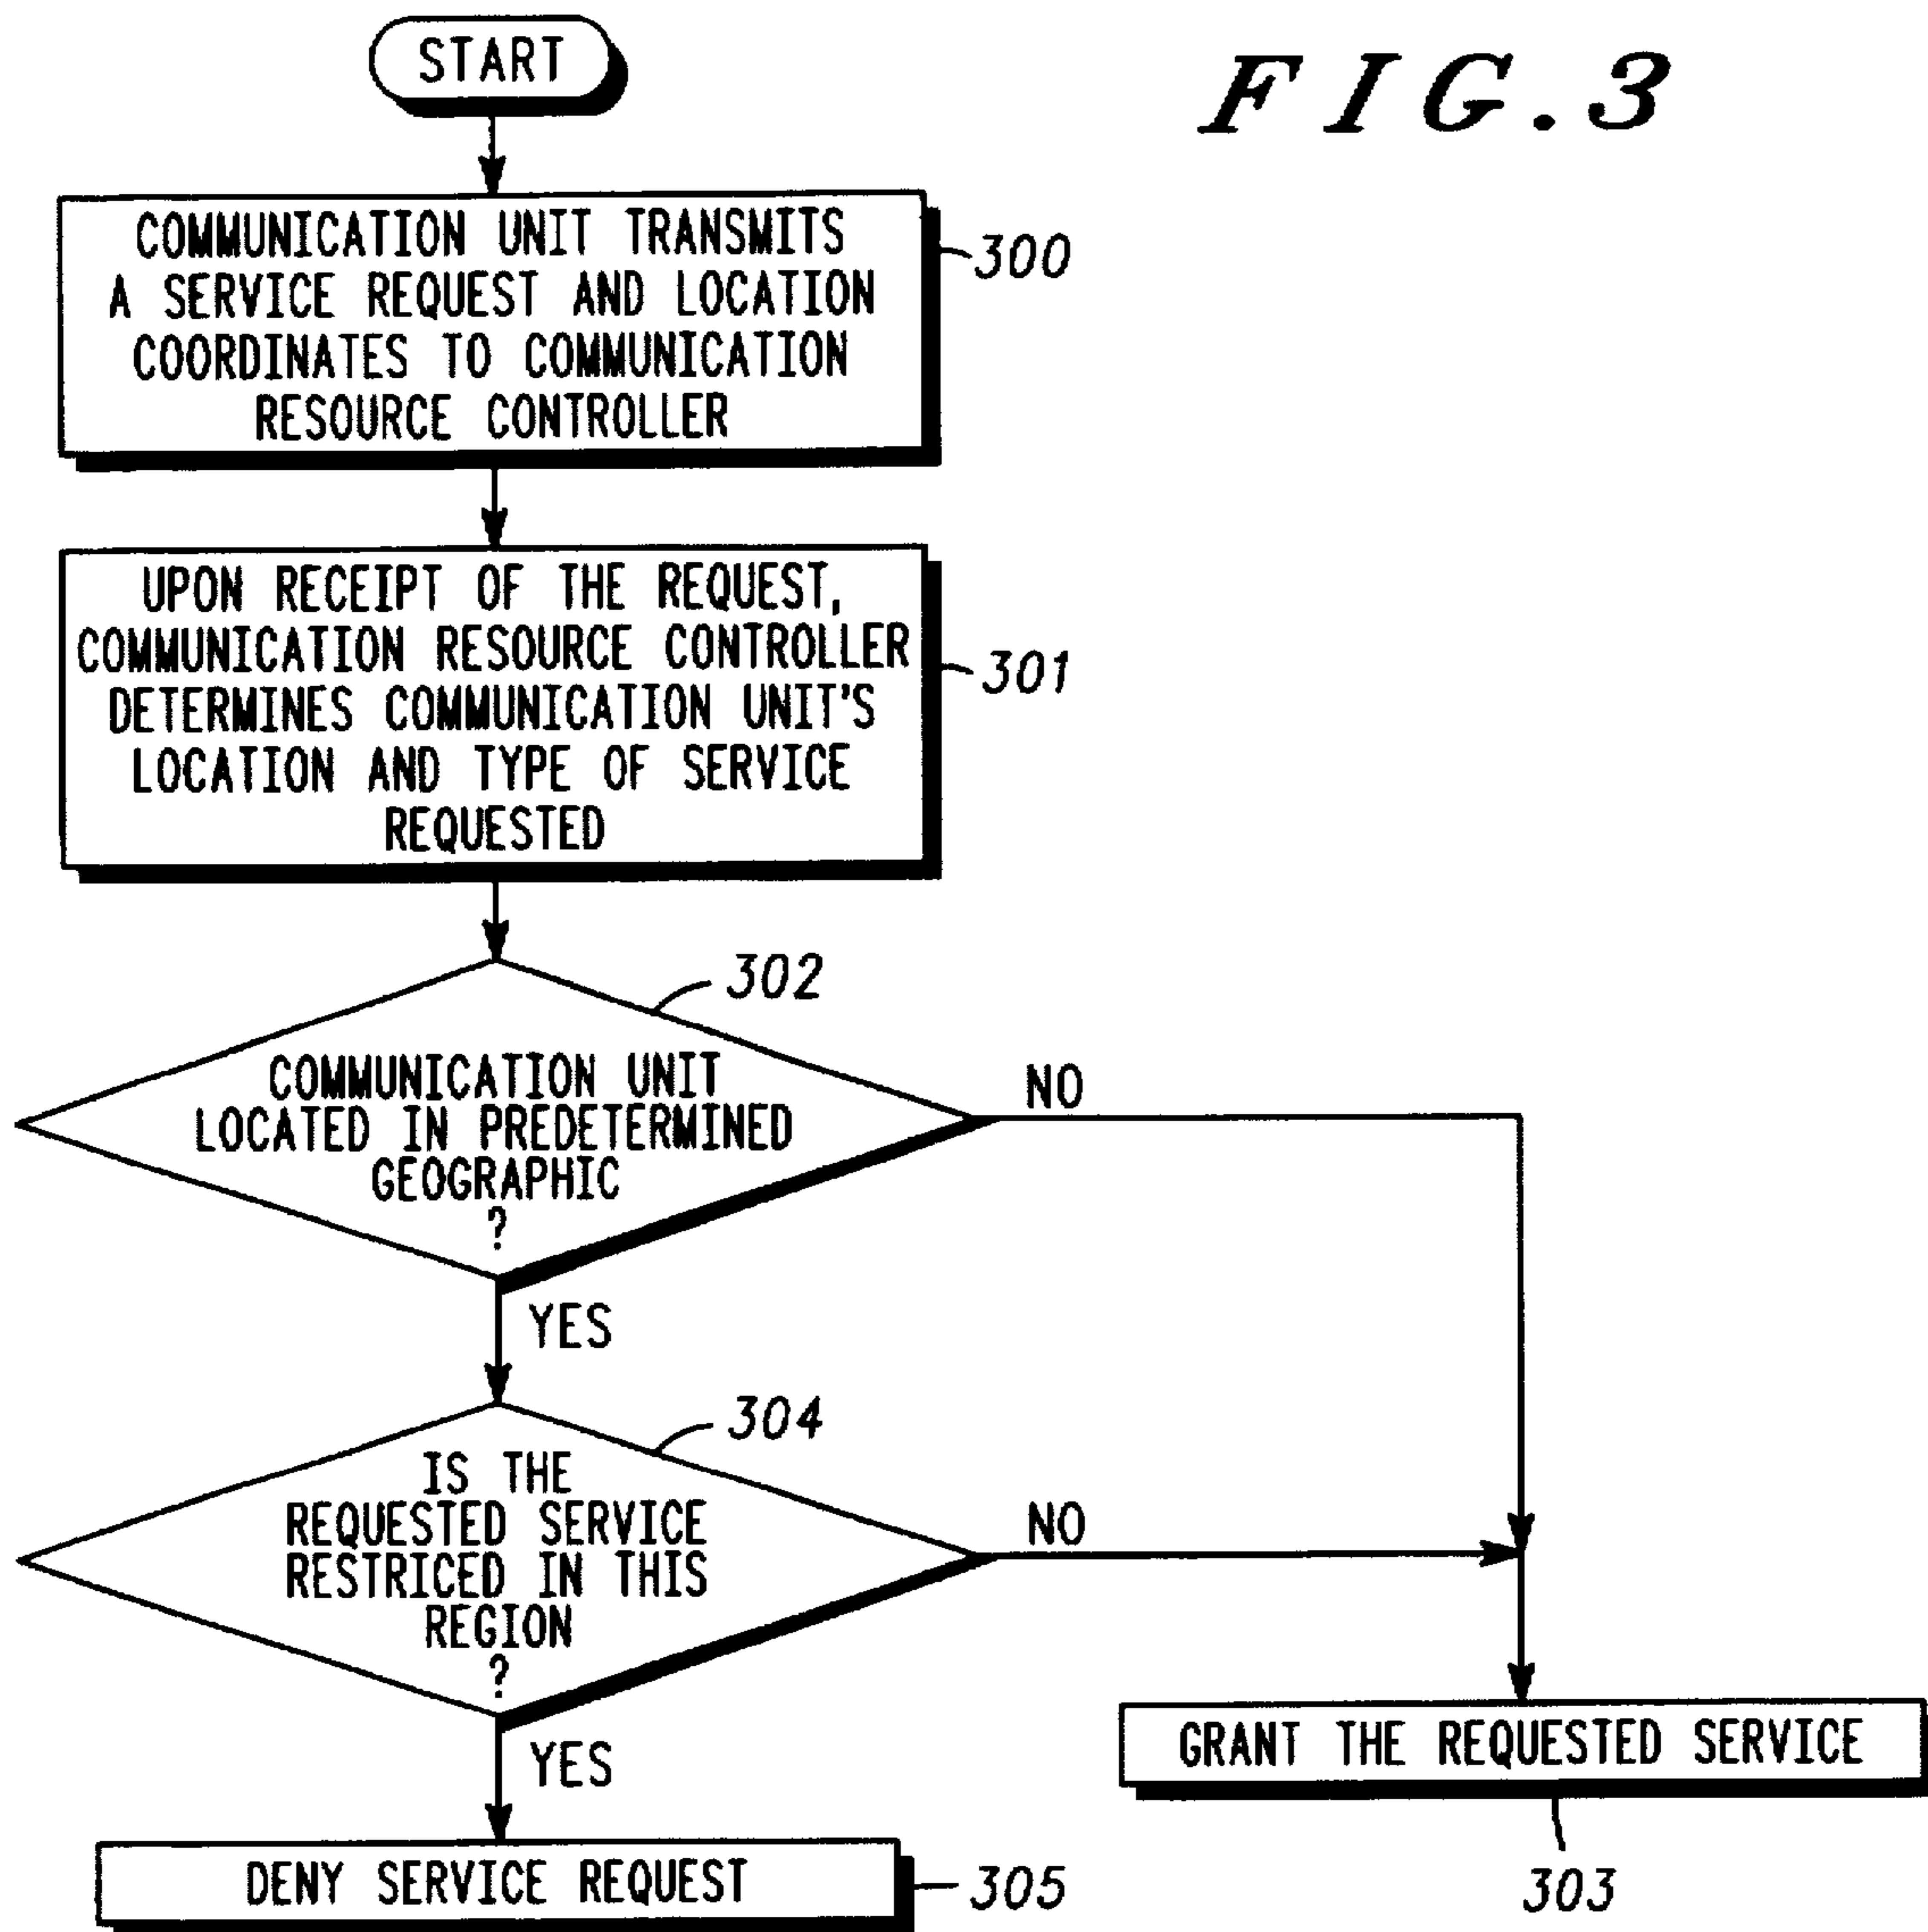 START
FIG.3
COMMUNICATION UNIT TRANSMITS
A SERVICE REQUEST AND LOCATION
COORDINATES TO COMMUNICATION
RESOURCE CONTROLLER
300
UPON RECEIPT OF THE REQUEST,
COMMUNICATION RESOURCE CONTROLLER
DETERMINES COMMUNICATION UNIT'S
LOCATION AND TYPE OF SERVICE
REQUESTED
301
302
COMMUNICATION UNIT
LOCATED IN PREDETERMINED
GEOGRAPHIC
?
NO
YES
304
IS THE
REQUESTED SERVICE
RESTRICED IN THIS
REGION
?
NO
YES
GRANT THE REQUESTED SERVICE
303
DENY SERVICE REQUEST
305